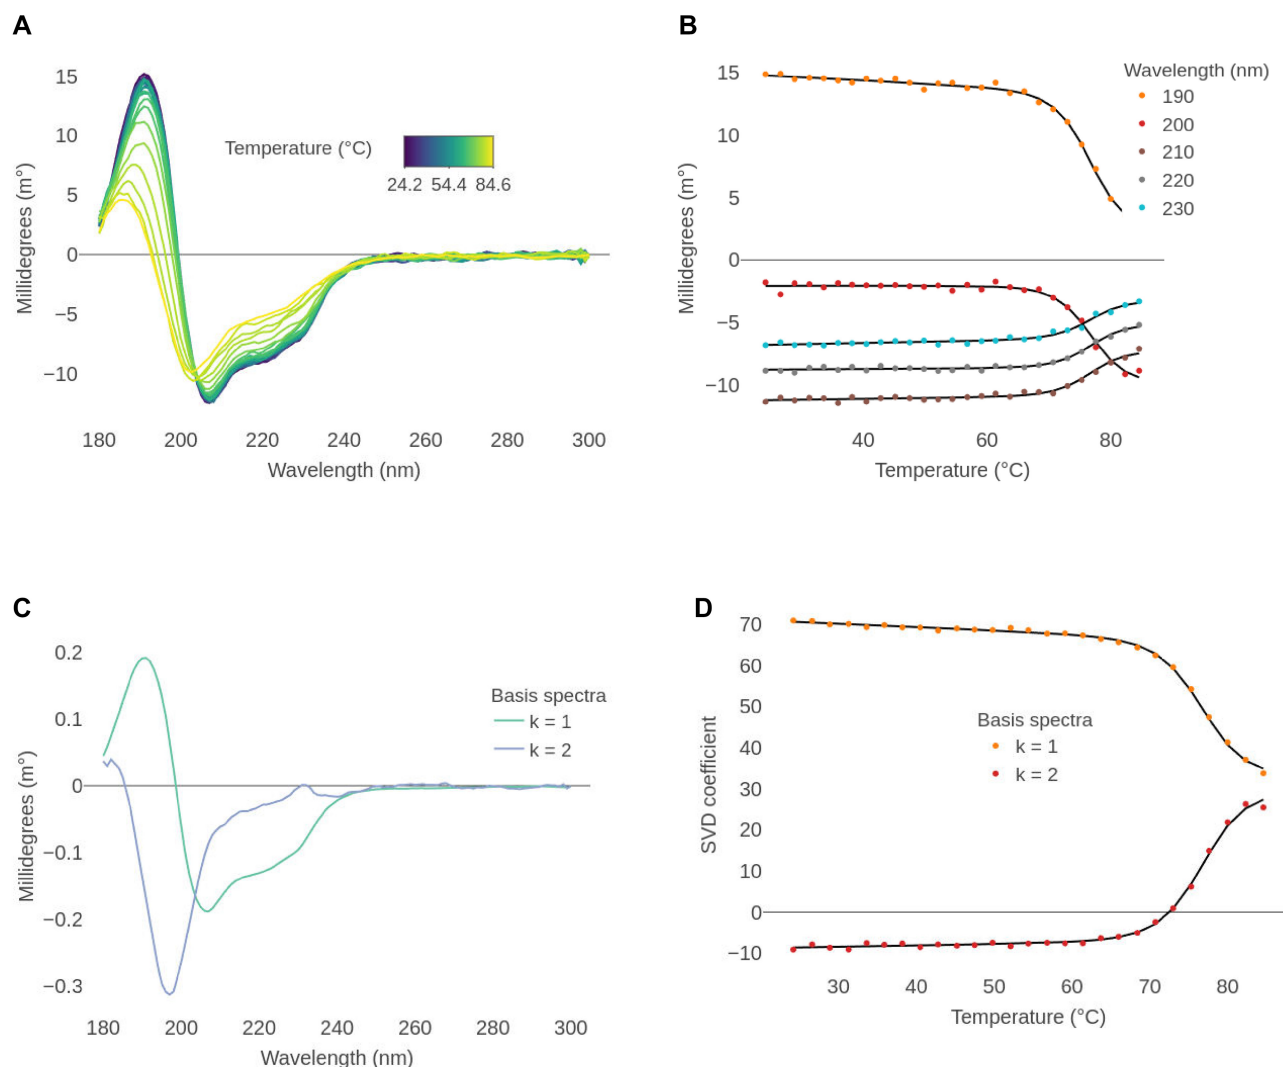 A
15
10
5
0
−5
−10
Millidegrees (m°)
Temperature (°C)
24.2 54.4 84.6
180 200 220 240 260 280 300
Wavelength (nm)
B
15
10
5
0
−5
−10
Millidegrees (m°)
Wavelength (nm)
190
200
210
220
230
40 60 80
Temperature (°C)
C
0.2
0.1
0
−0.1
−0.2
−0.3
Millidegrees (m°)
Basis spectra
k = 1
k = 2
180 200 220 240 260 280 300
Wavelength (nm)
D
70
60
50
40
30
20
10
0
−10
SVD coefficient
Basis spectra
k = 1
k = 2
30 40 50 60 70 80
Temperature (°C)